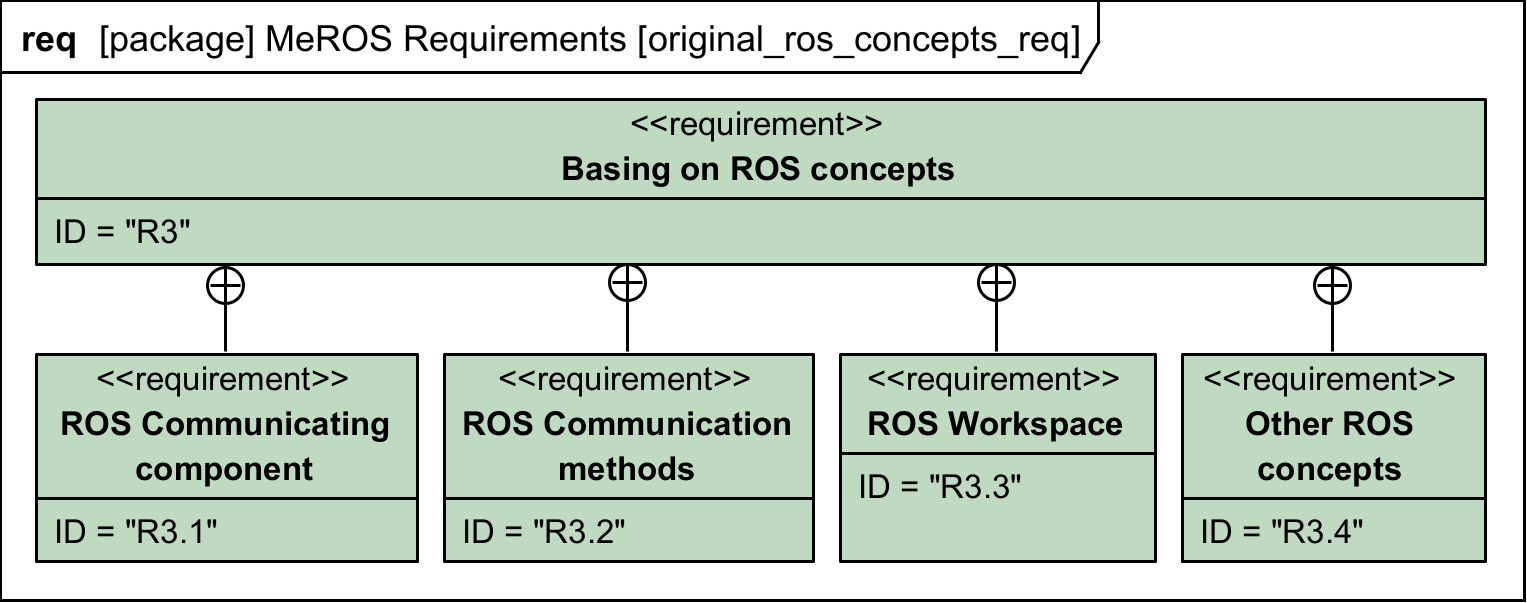 req [package] MeROS Requirements [original_ros_concepts_req]
<<requirement>>
Basing on ROS concepts
ID = "R3"
<<requirement>>
ROS Communicating
component
ID = "R3.1"
<<requirement>>
ROS Communication
methods
ID = "R3.2"
<<requirement>>
ROS Workspace
ID = "R3.3"
<<requirement>>
Other ROS
concepts
ID = "R3.4"